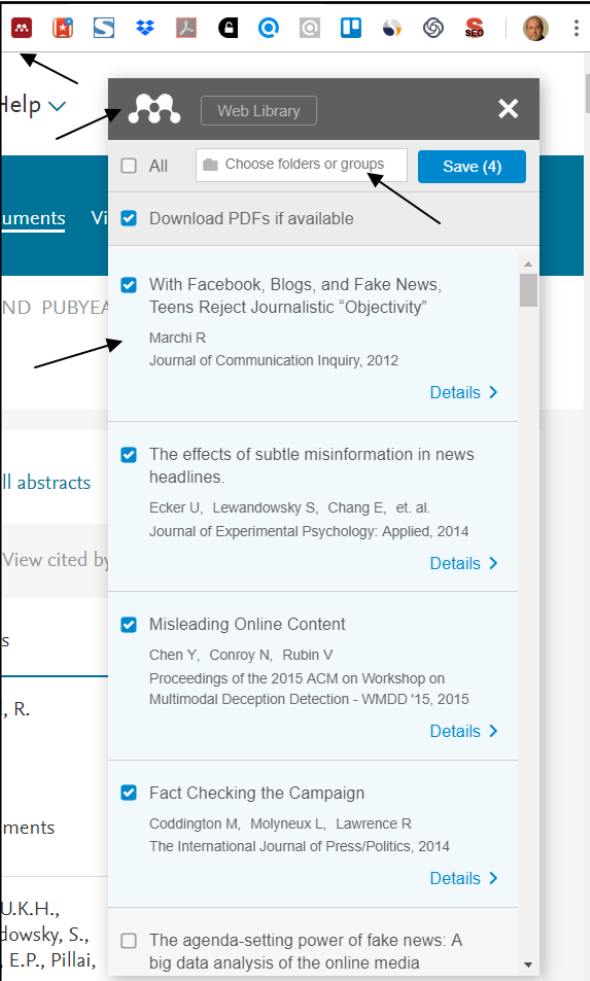 SEO
Help
Web Library
All
Choose folders or groups
Save (4)
uments Vi
Download PDFs if available
ND PUBYEA
With Facebook, Blogs, and Fake News,
Teens Reject Journalistic “Objectivity”
Marchi R
Journal of Communication Inquiry, 2012
Details
ll abstracts
The effects of subtle misinformation in news
headlines.
Ecker U, Lewandowsky S, Chang E, et. al.
Journal of Experimental Psychology: Applied, 2014
View cited by
Details
s
Misleading Online Content
Chen Y, Conroy N, Rubin V
Proceedings of the 2015 ACM on Workshop on
Multimodal Deception Detection - WMDD '15, 2015
, R.
Details
Fact Checking the Campaign
Coddington M, Molyneux L, Lawrence R
The International Journal of Press/Politics, 2014
ments
Details
U.K.H.,
dowsky, S.,
, E.P., Pillai,
The agenda-setting power of fake news: A
big data analysis of the online media